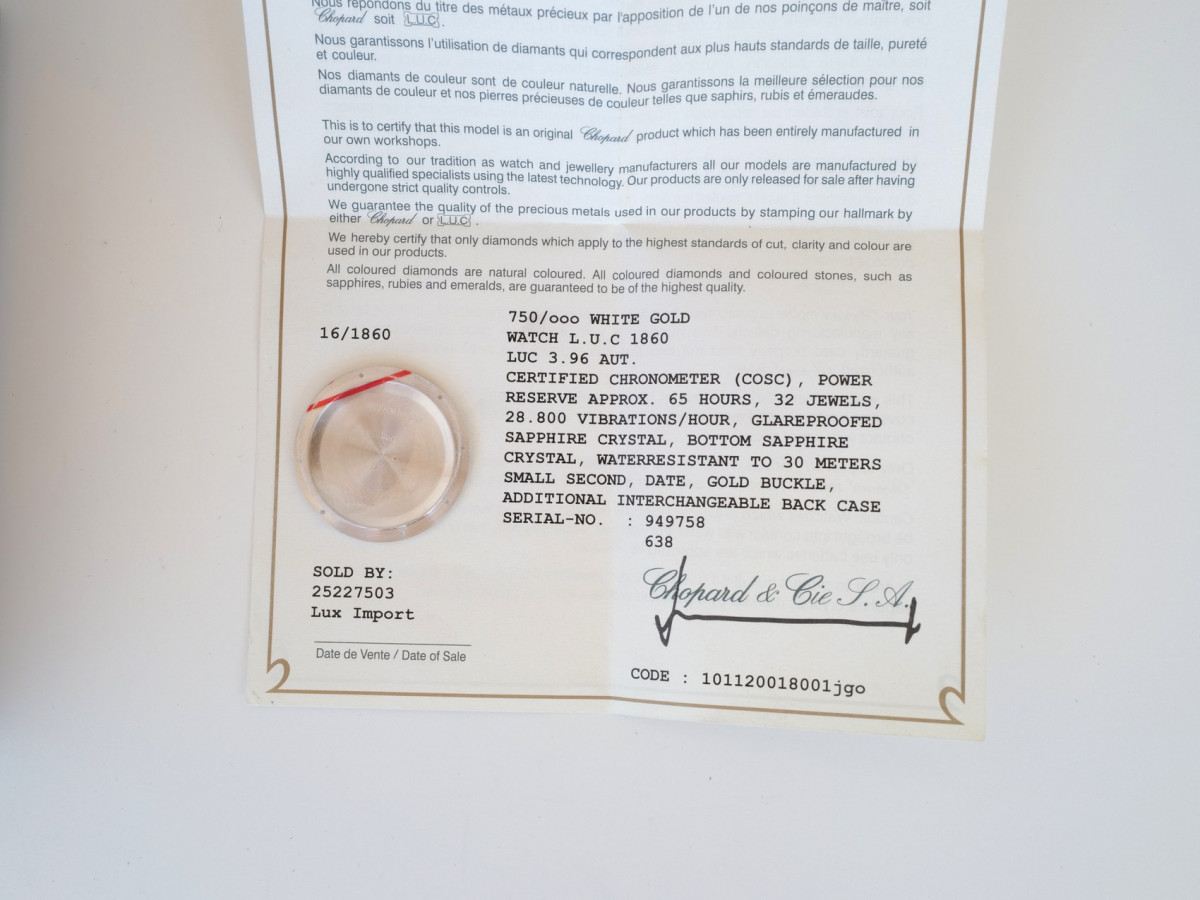 Nous répondons du titre des métaux précieux par l'apposition de l'un de nos poinçons de maître, soit
Chopard soit L.U.C.
Nous garantissons l'utilisation de diamants qui correspondent aux plus hauts standards de taille, pureté
et couleur.
Nos diamants de couleur sont de couleur naturelle. Nous garantissons la meilleure sélection pour nos
diamants de couleur et nos pierres précieuses de couleur telles que saphirs, rubis et émeraudes.
This is to certify that this model is an original Chopard product which has been entirely manufactured in
our own workshops.
According to our tradition as watch and jewellery manufacturers all our models are manufactured by
highly qualified specialists using the latest technology. Our products are only released for sale after having
undergone strict quality controls.
We guarantee the quality of the precious metals used in our products by stamping our hallmark by
either Chopard or L.U.C.
We hereby certify that only diamonds which apply to the highest standards of cut, clarity and colour are
used in our products.
All coloured diamonds are natural coloured. All coloured diamonds and coloured stones, such as
sapphires, rubies and emeralds, are guaranteed to be of the highest quality.
16/1860
750/ooo WHITE GOLD
WATCH L.U.C 1860
LUC 3.96 AUT.
CERTIFIED CHRONOMETER (COSC), POWER
RESERVE APPROX. 65 HOURS, 32 JEWELS,
28.800 VIBRATIONS/HOUR, GLAREPROOFED
SAPPHIRE CRYSTAL, BOTTOM SAPPHIRE
CRYSTAL, WATERRESISTANT TO 30 METERS
SMALL SECOND, DATE, GOLD BUCKLE,
ADDITIONAL INTERCHANGEABLE BACK CASE
SERIAL-NO. : 949758
638
SOLD BY:
25227503
Lux Import
Date de Vente / Date of Sale
Chopard & Cie S.A.
CODE : 101120018001jgo